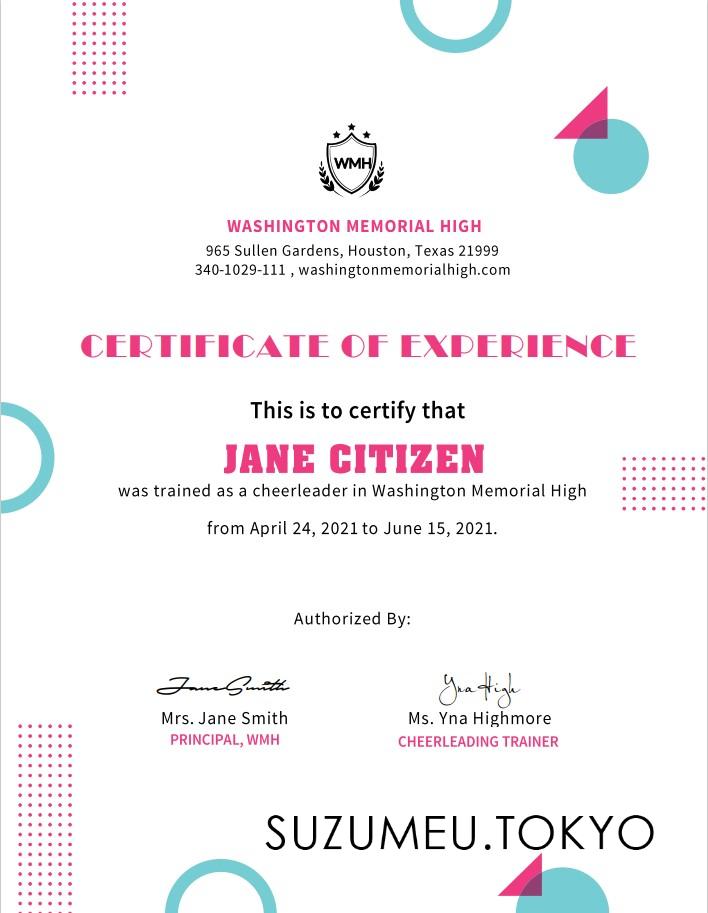 WMH
WASHINGTON MEMORIAL HIGH
965 Sullen Gardens, Houston, Texas 21999
340-1029-111 , washingtonmemorialhigh.com
CERTIFICATE OF EXPERIENCE
This is to certify that
JANE CITIZEN
was trained as a cheerleader in Washington Memorial High
from April 24, 2021 to June 15, 2021.
Authorized By:
Jane Smith
Yna High
Mrs. Jane Smith
Ms. Yna Highmore
PRINCIPAL, WMH
CHEERLEADING TRAINER
SUZUMEU.TOKYO